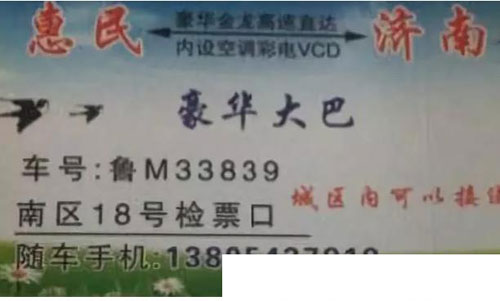 惠民 豪华金龙高速直达 济南
内设空调彩电VCD
豪华大巴
车号:鲁M33839
城区内可以接
南区18号检票口
随车手机: